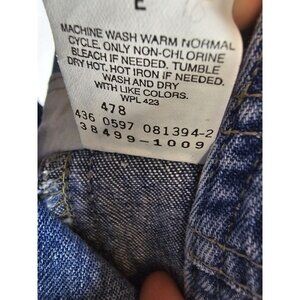 E
MACHINE WASH WARM NORMAL
CYCLE. ONLY NON-CHLORINE
BLEACH IF NEEDED. TUMBLE
DRY HOT. HOT IRON IF NEEDED.
WASH AND DRY
WITH LIKE COLORS.
WPL 423
478
436 0597 081394-2
38499-1009